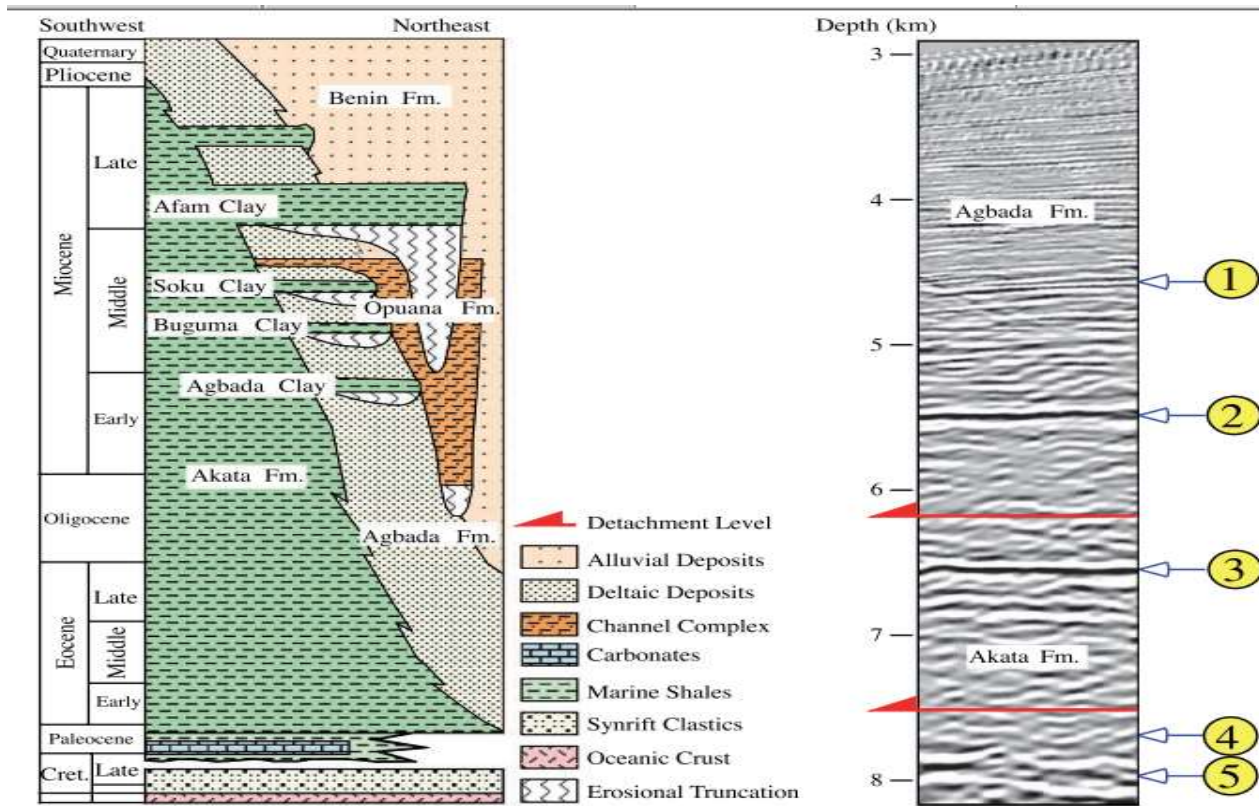 Southwest
Northeast
Quaternary
Pliocene
Miocene
Late
Middle
Early
Oligocene
Eocene
Late
Middle
Early
Paleocene
Cret.
Late
Benin Fm.
Afam Clay
Soku Clay
Opuana Fm.
Buguma Clay
Agbada Clay
Akata Fm.
Agbada Fm.
Detachment Level
Alluvial Deposits
Deltaic Deposits
Channel Complex
Carbonates
Marine Shales
Synrift Clastics
Oceanic Crust
Erosional Truncation
Depth (km)
3
4
Agbada Fm.
1
5
2
6
3
7
Akata Fm.
4
5
8